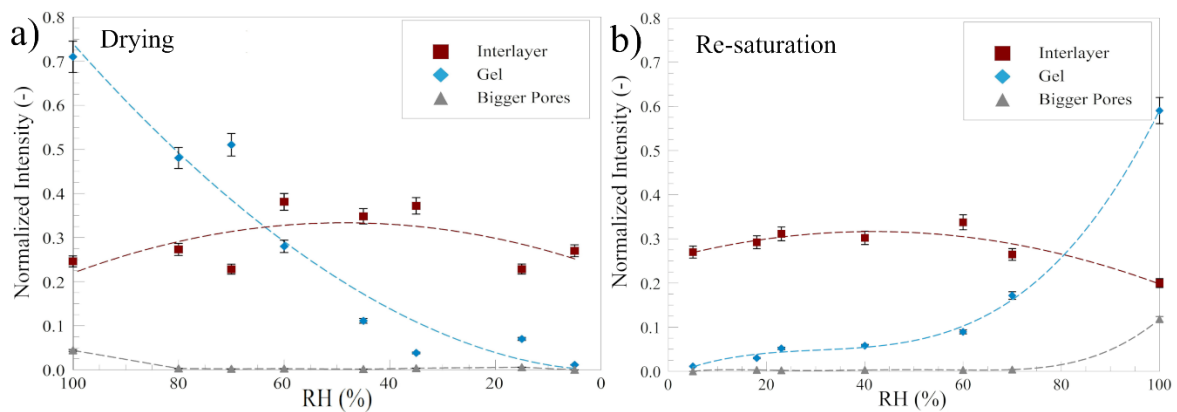 a)
Drying
Interlayer
Gel
Bigger Pores
Normalized Intensity (-)
0.8
0.7
0.6
0.5
0.4
0.3
0.2
0.1
0.0
100
80
60
40
20
0
RH (%)
b)
Re-saturation
Interlayer
Gel
Bigger Pores
Normalized Intensity (-)
0.8
0.7
0.6
0.5
0.4
0.3
0.2
0.1
0.0
0
20
40
60
80
100
RH (%)